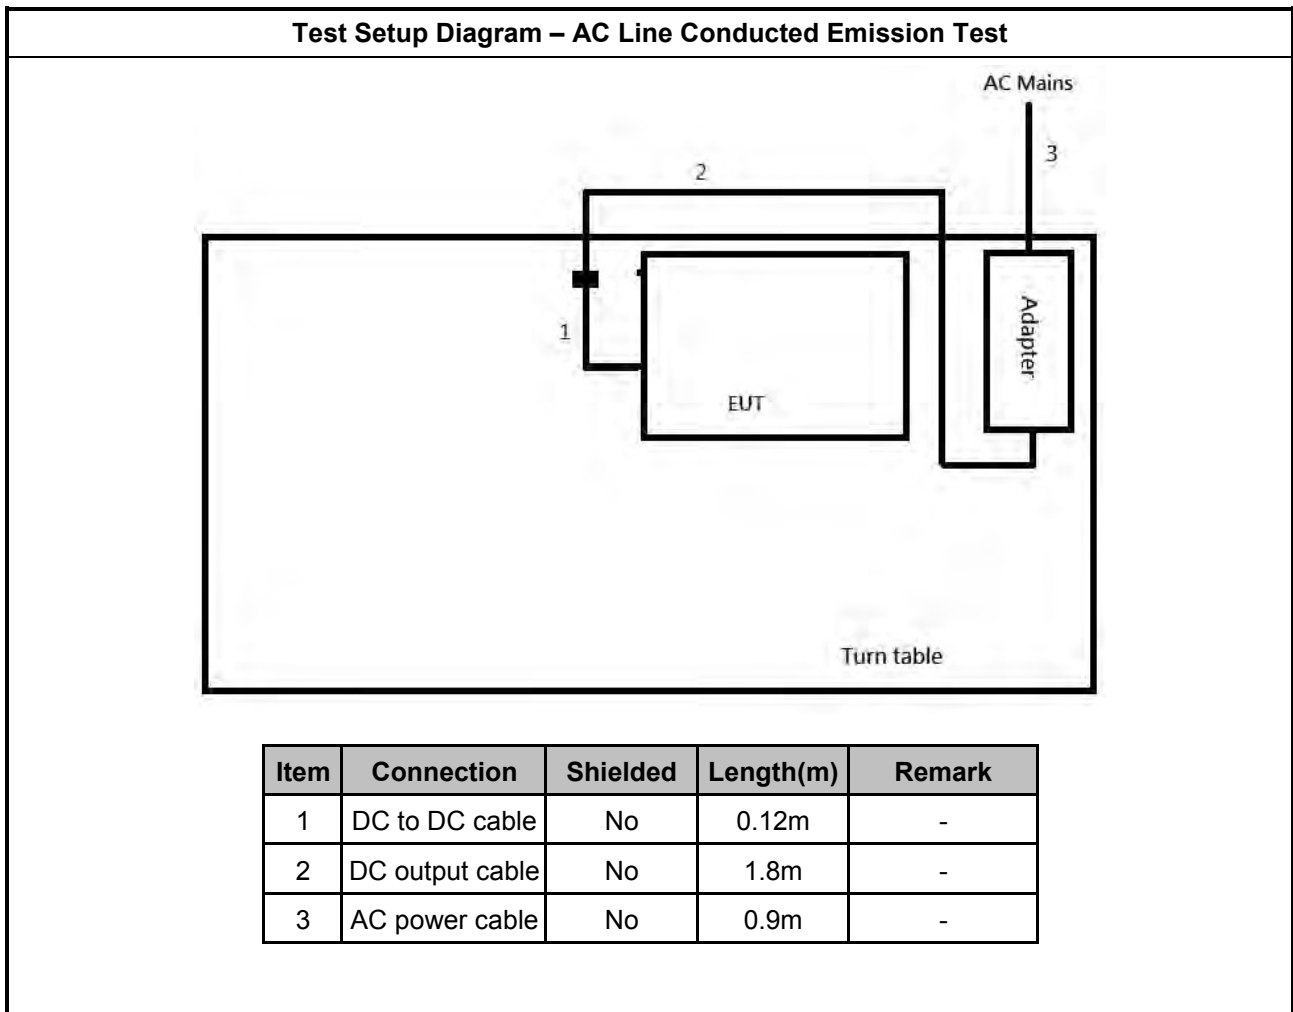 Test Setup Diagram – AC Line Conducted Emission Test
AC Mains
3
2
1
Adapter
EUT
Turn table
Item Connection Shielded Length(m) Remark
1 DC to DC cable No 0.12m -
2 DC output cable No 1.8m -
3 AC power cable No 0.9m -